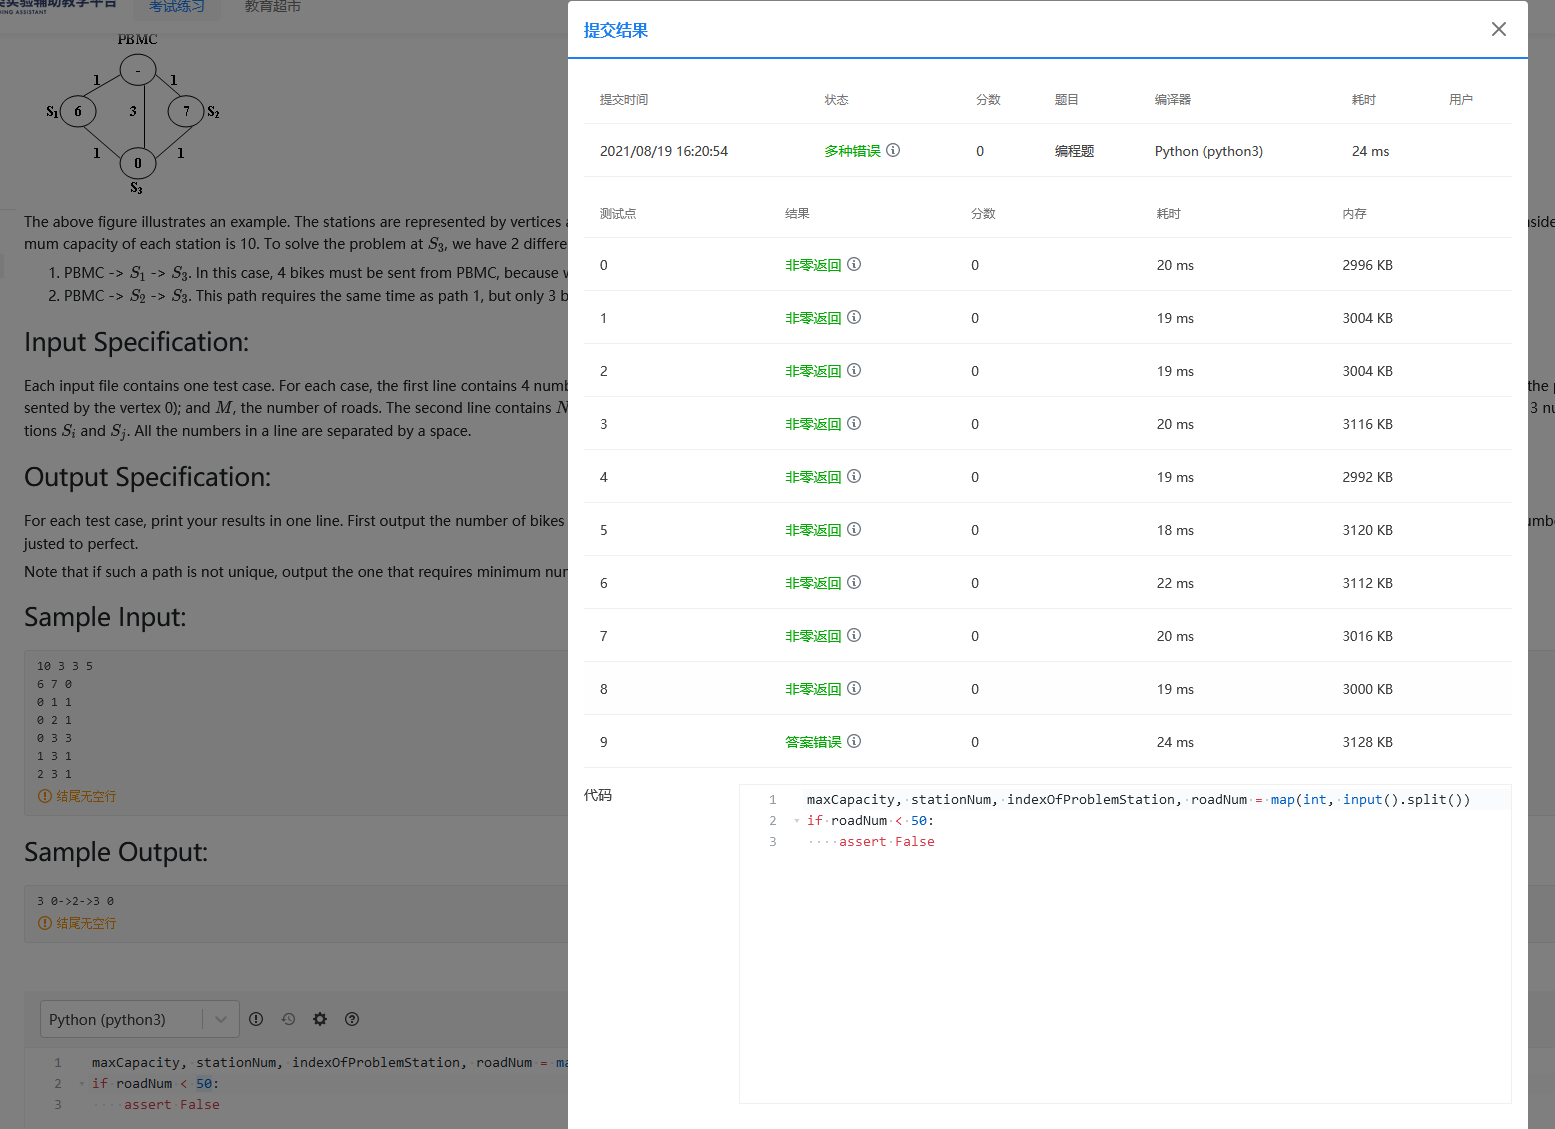 考试练习
教育超市
PBMC
-
1
1
S1
6
3
7
S2
1
1
0
S3
The above figure illustrates an example. The stations are represented by vertices
mum capacity of each station is 10. To solve the problem at S3, we have 2 differe
1. PBMC -> S1 -> S3. In this case, 4 bikes must be sent from PBMC, because
2. PBMC -> S2 -> S3. This path requires the same time as path 1, but only 3 b
Input Specification:
Each input file contains one test case. For each case, the first line contains 4 numb
the
sented by the vertex 0); and M, the number of roads. The second line contains N
3 nu
tions Si and Sj. All the numbers in a line are separated by a space.
Output Specification:
For each test case, print your results in one line. First output the number of bikes
umbe
justed to perfect.
Note that if such a path is not unique, output the one that requires minimum nur
Sample Input:
10 3 3 5
6 7 0
0 1 1
0 2 1
0 3 3
1 3 1
2 3 1
结尾无空行
Sample Output:
3 0->2->3 0
结尾无空行
Python (python3)
1 maxCapacity, stationNum, indexOfProblemStation, roadNum = ma
2 if roadNum < 50:
3 assert False
提交结果
提交时间 状态 分数 题目 编译器 耗时 用户
2021/08/19 16:20:54 多种错误 0 编程题 Python (python3) 24 ms
测试点 结果 分数 耗时 内存
0 非零返回 0 20 ms 2996 KB
1 非零返回 0 19 ms 3004 KB
2 非零返回 0 19 ms 3004 KB
3 非零返回 0 20 ms 3116 KB
4 非零返回 0 19 ms 2992 KB
5 非零返回 0 18 ms 3120 KB
6 非零返回 0 22 ms 3112 KB
7 非零返回 0 20 ms 3016 KB
8 非零返回 0 19 ms 3000 KB
9 答案错误 0 24 ms 3128 KB
代码
1 maxCapacity, stationNum, indexOfProblemStation, roadNum = map(int, input().split())
2 if roadNum < 50:
3 assert False